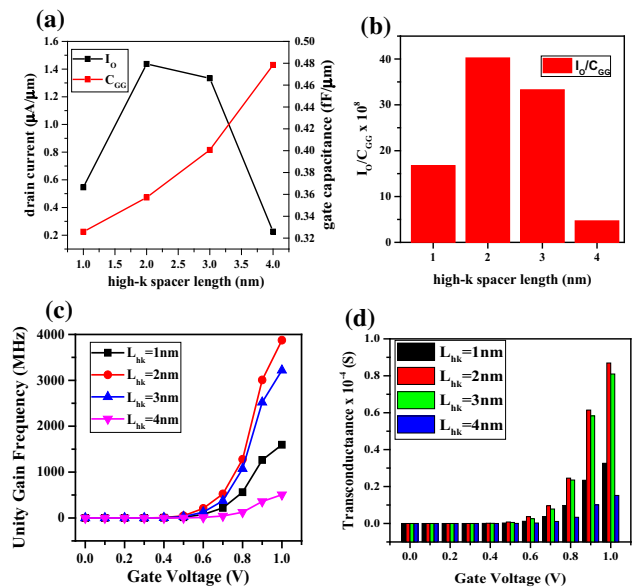 (a)
1.6
1.4
1.2
1.0
0.8
0.6
0.4
0.2
drain current (µA/µm)
I_O
C_GG
0.50
0.48
0.46
0.44
0.42
0.40
0.38
0.36
0.34
0.32
gate capacitance (fF/µm)
1.0 1.5 2.0 2.5 3.0 3.5 4.0
high-k spacer length (nm)
(b)
40
30
20
10
0
I_O/C_GG x 10^8
I_O/C_GG
1 2 3 4
high-k spacer length (nm)
(c)
4000
3000
2000
1000
0
Unity Gain Frequency (MHz)
L_hk=1nm
L_hk=2nm
L_hk=3nm
L_hk=4nm
0.0 0.2 0.4 0.6 0.8 1.0
Gate Voltage (V)
(d)
1.0
0.8
0.6
0.4
0.2
0.0
Transconductaance x 10^-4 (S)
L_hk=1nm
L_hk=2nm
L_hk=3nm
L_hk=4nm
0.0 0.2 0.4 0.6 0.8 1.0
Gate Voltage (V)